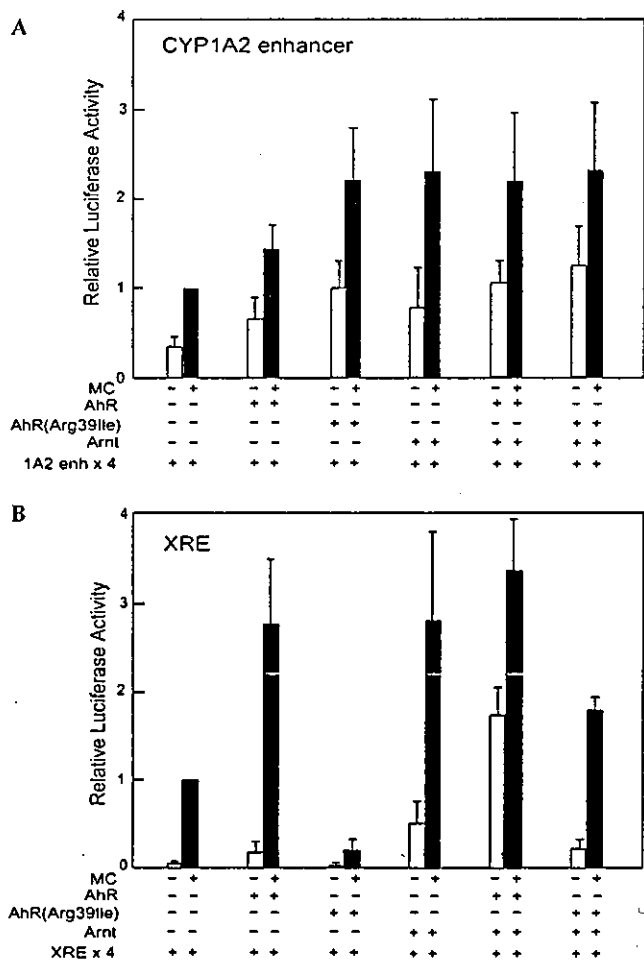 A
CYP1A2 enhancer
Relative Luciferase Activity
4
3
2
1
0
MC - + - + - + - + - + - +
AhR - - + + - - - - + + - -
AhR(Arg39Ile) - - - - + + - - - - + +
Arnt - - - - - - + + + + + +
1A2 enh x 4 + + + + + + + + + + + +
B
XRE
Relative Luciferase Activity
4
3
2
1
0
MC - + - + - + - + - + - +
AhR - - + + - - - - + + - -
AhR(Arg39Ile) - - - - + + - - - - + +
Arnt - - - - - - + + + + + +
XRE x 4 + + + + + + + + + + + +